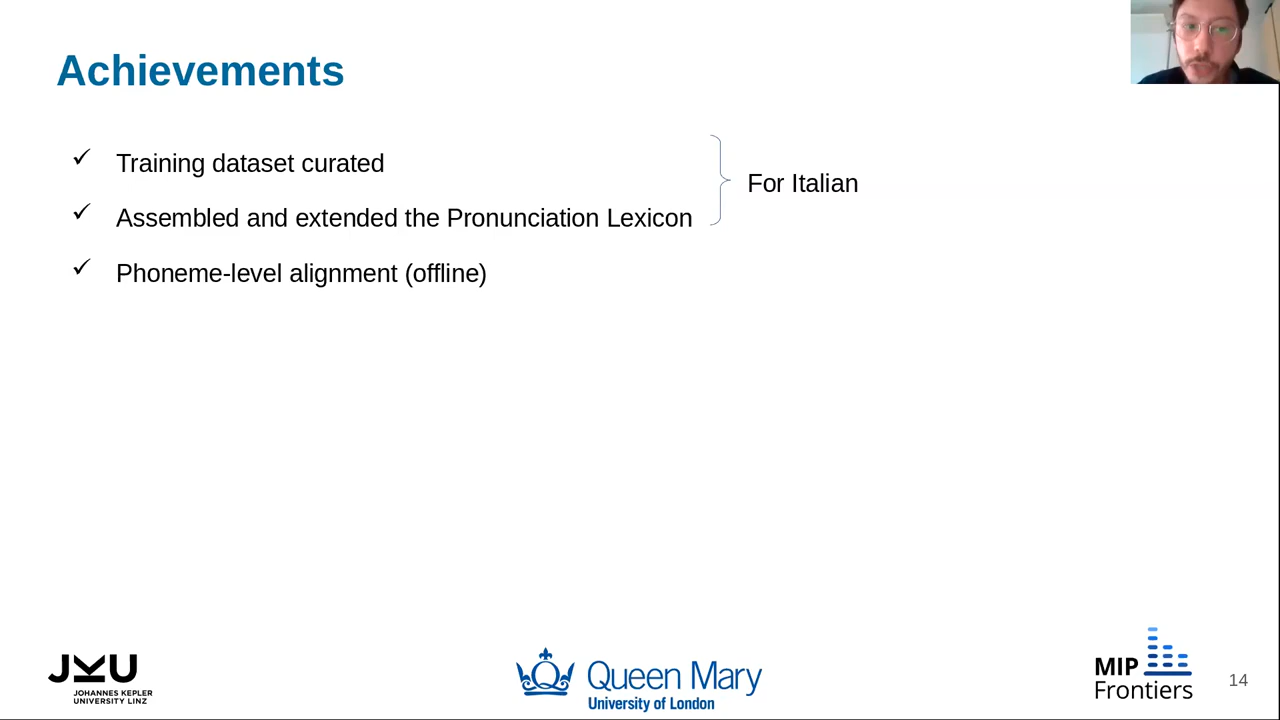 Achievements
✓ Training dataset curated
✓ Assembled and extended the Pronunciation Lexicon
For Italian
✓ Phoneme-level alignment (offline)
JKU
JOHANNES KEPLER
UNIVERSITY LINZ
Queen Mary
University of London
MIP
Frontiers
14